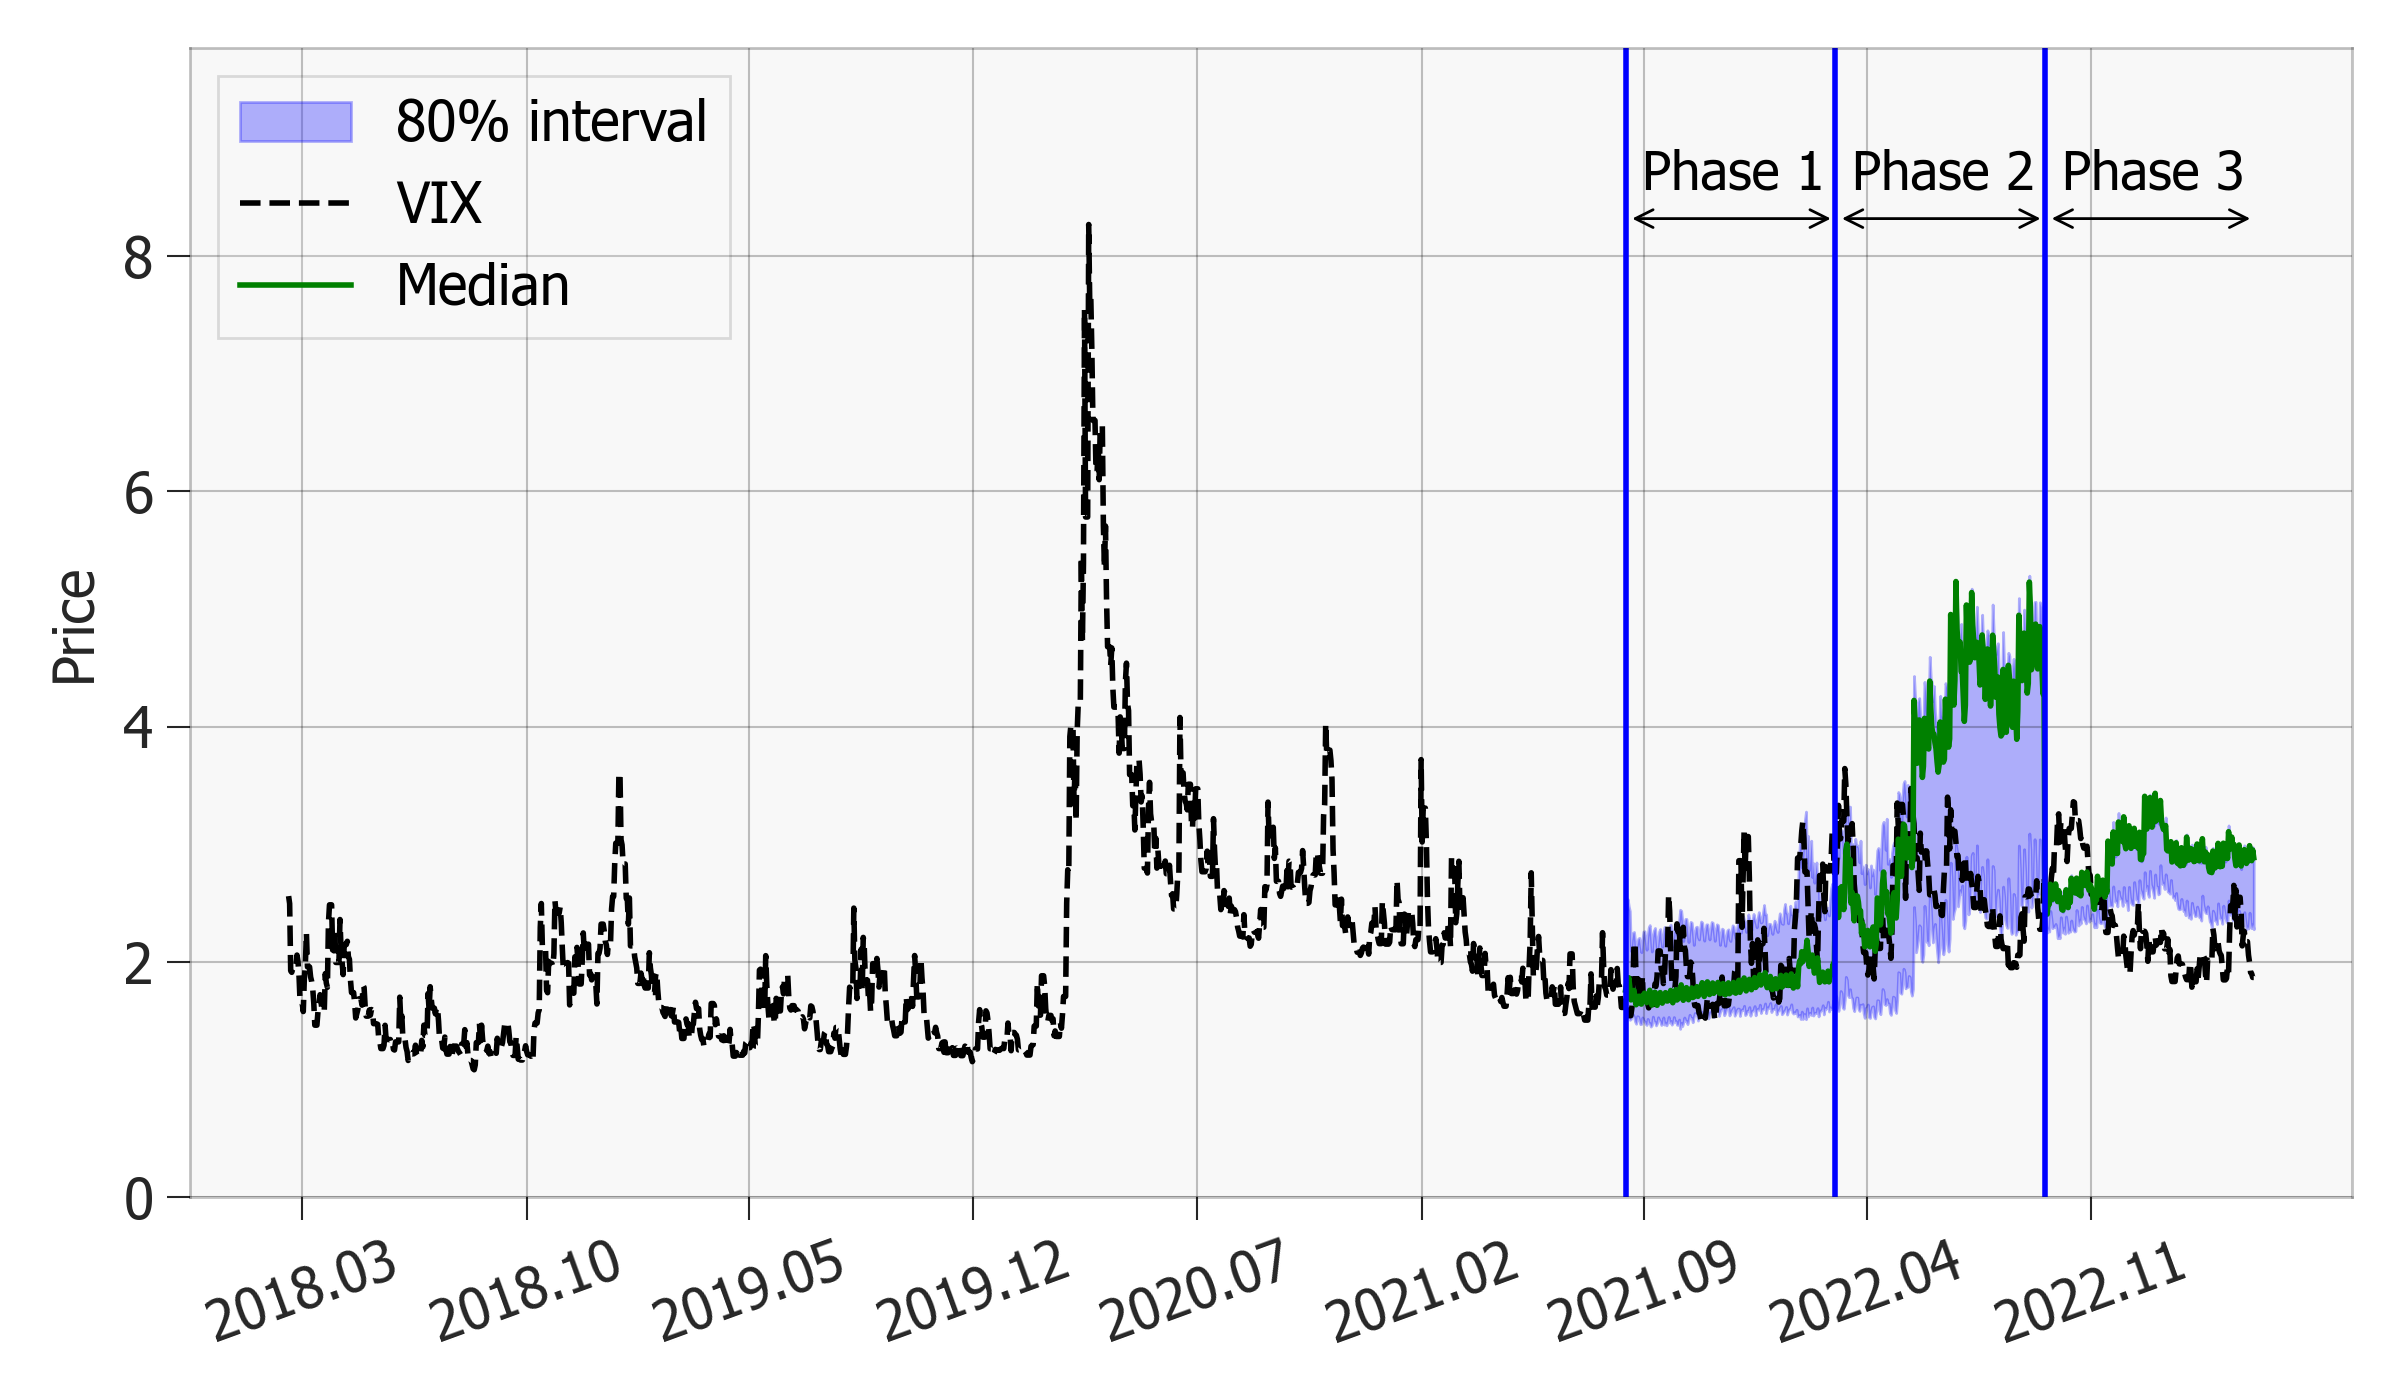 80% interval
VIX
Median
Phase 1
Phase 2
Phase 3
Price
8
6
4
2
0
2018.03
2018.10
2019.05
2019.12
2020.07
2021.02
2021.09
2022.04
2022.11